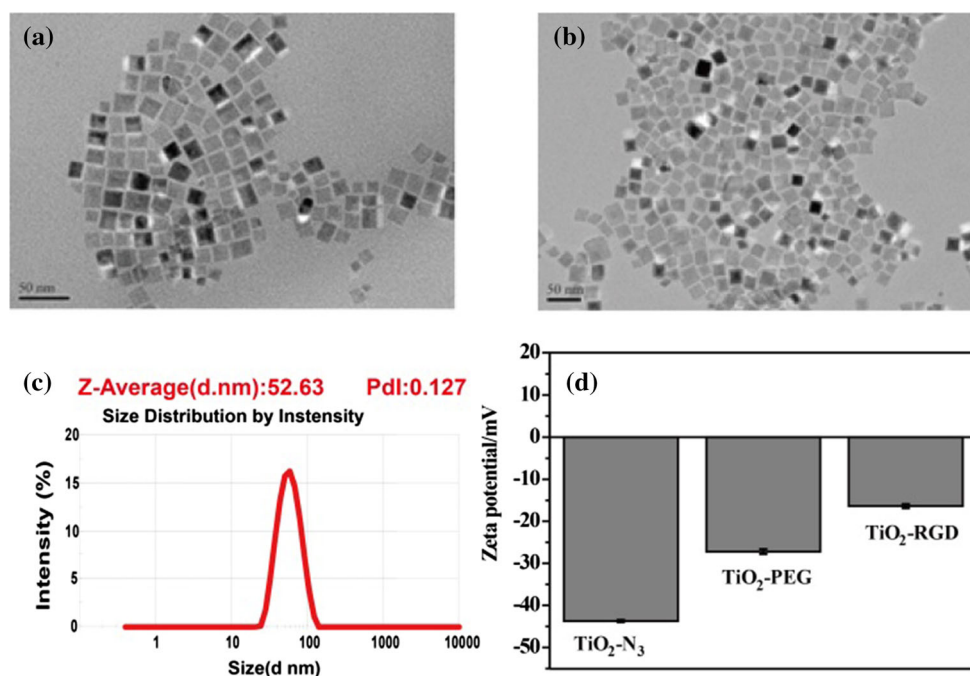 (a)
50 nm
(b)
50 nm
(c)
Z-Average(d.nm):52.63 PdI:0.127
Size Distribution by Instensity
Intensity (%)
20
15
10
5
0
1 10 100 1000 10000
Size(d nm)
(d)
Zeta potential/mV
20
10
0
-10
-20
-30
-40
-50
TiO₂-N₃
TiO₂-PEG
TiO₂-RGD